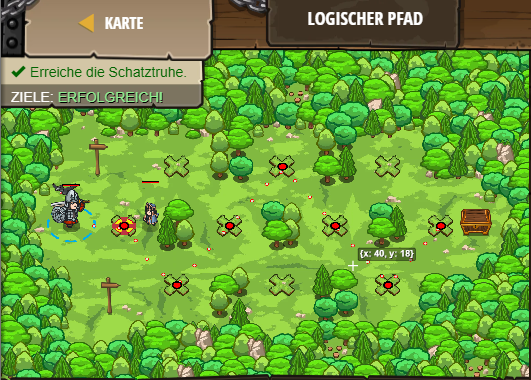 KARTE
LOGISCHER PFAD
✔ Erreiche die Schatztruhe.
ZIELE: ERFOLGREICH!
{x: 40, y: 18}